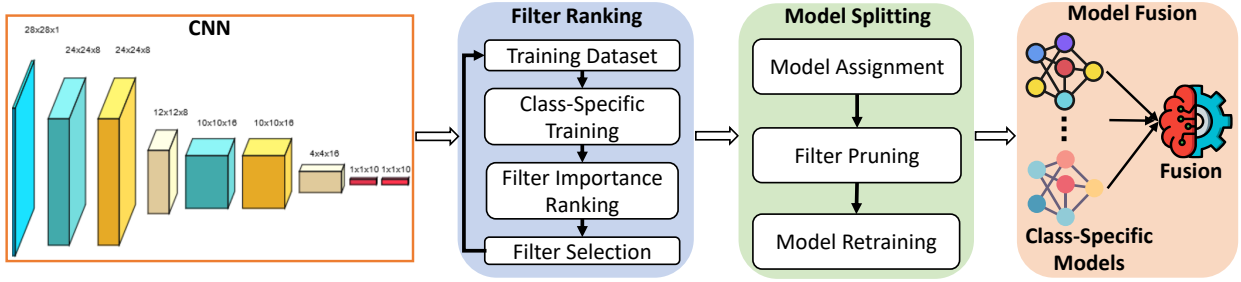 CNN
28x28x1
24x24x8
24x24x8
12x12x8
10x10x16
10x10x16
4x4x16
1x1x10
1x1x10
Filter Ranking
Training Dataset
Class-Specific
Training
Filter Importance
Ranking
Filter Selection
Model Splitting
Model Assignment
Filter Pruning
Model Retraining
Model Fusion
Fusion
Class-Specific
Models